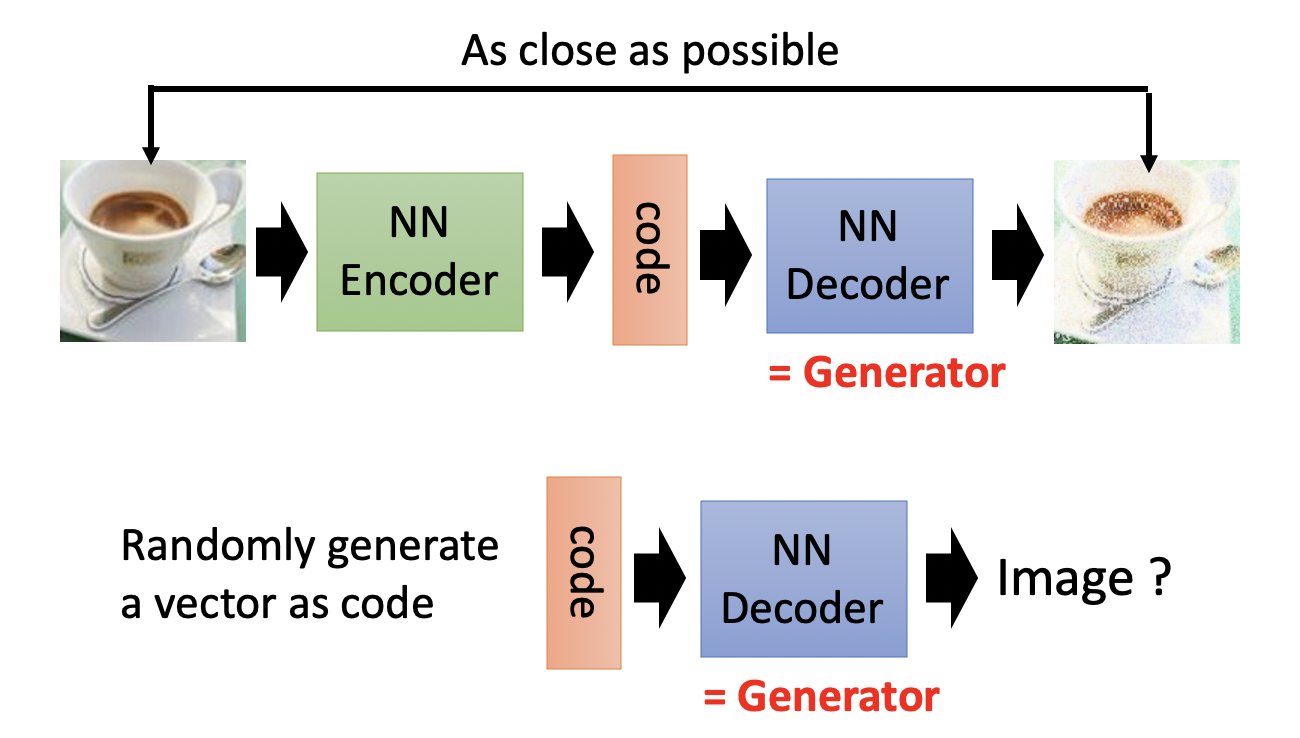 As close as possible
NN
Encoder
code
NN
Decoder
= Generator
Randomly generate
a vector as code
code
NN
Decoder
Image ?
= Generator